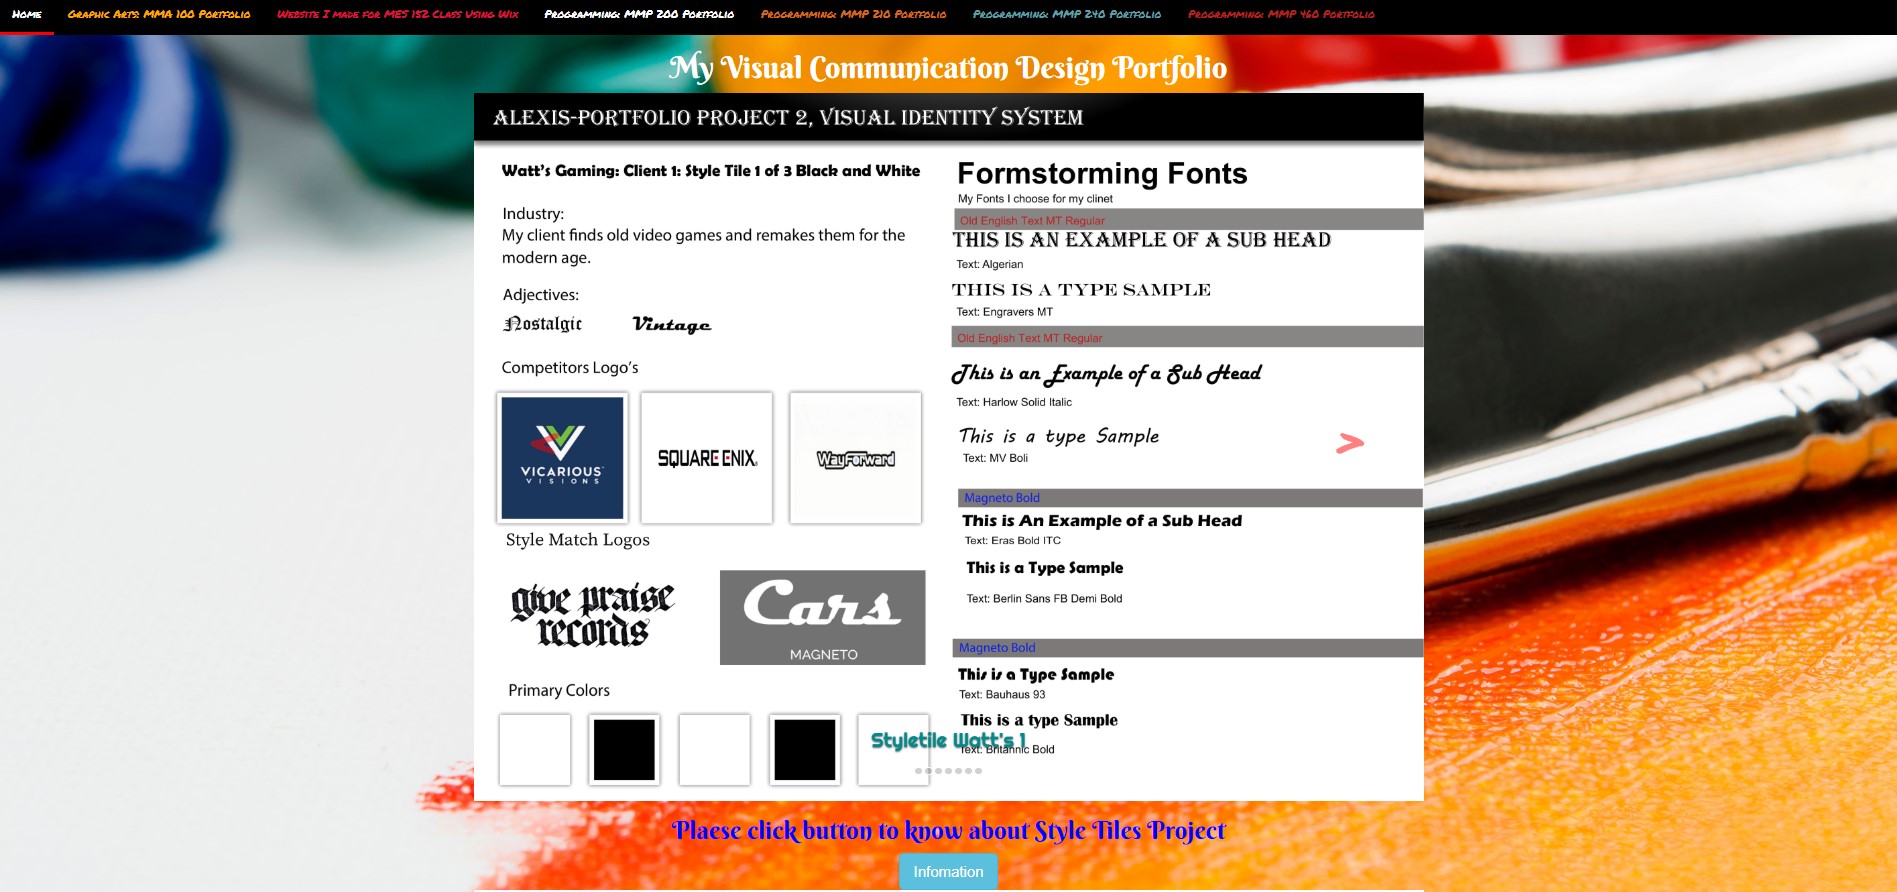 Home Graphic Arts: MMA 100 Portfolio Website I made for MES 152 Class Using Wix Programming: MMP 200 Portfolio Programming: MMP 210 Portfolio Programming: MMP 240 Portfolio Programming: MMP 460 Portfolio
My Visual Communication Design Portfolio
ALEXIS-PORTFOLIO PROJECT 2, VISUAL IDENTITY SYSTEM
Watt's Gaming: Client 1: Style Tile 1 of 3 Black and White
Industry:
My client finds old video games and remakes them for the
modern age.
Adjectives:
Nostalgic Vintage
Competitors Logo's
VICARIOUS
VISIONS
SQUARE ENIX
WayForward
Style Match Logos
give praise
records
Cars
MAGNETO
Primary Colors
Formstorming Fonts
My Fonts I choose for my clinet
Old English Text MT Regular
THIS IS AN EXAMPLE OF A SUB HEAD
Text: Algerian
THIS IS A TYPE SAMPLE
Text: Engravers MT
Old English Text MT Regular
This is an Example of a Sub Head
Text: Harlow Solid Italic
This is a type Sample
Text: MV Boli
>
Magneto Bold
This is An Example of a Sub Head
Text: Eras Bold ITC
This is a Type Sample
Text: Berlin Sans FB Demi Bold
Magneto Bold
This is a Type Sample
Text: Bauhaus 93
This is a type Sample
Text: Britannic Bold
Styletile Watt's 1
Plaese click button to know about Style Tiles Project
Infomation